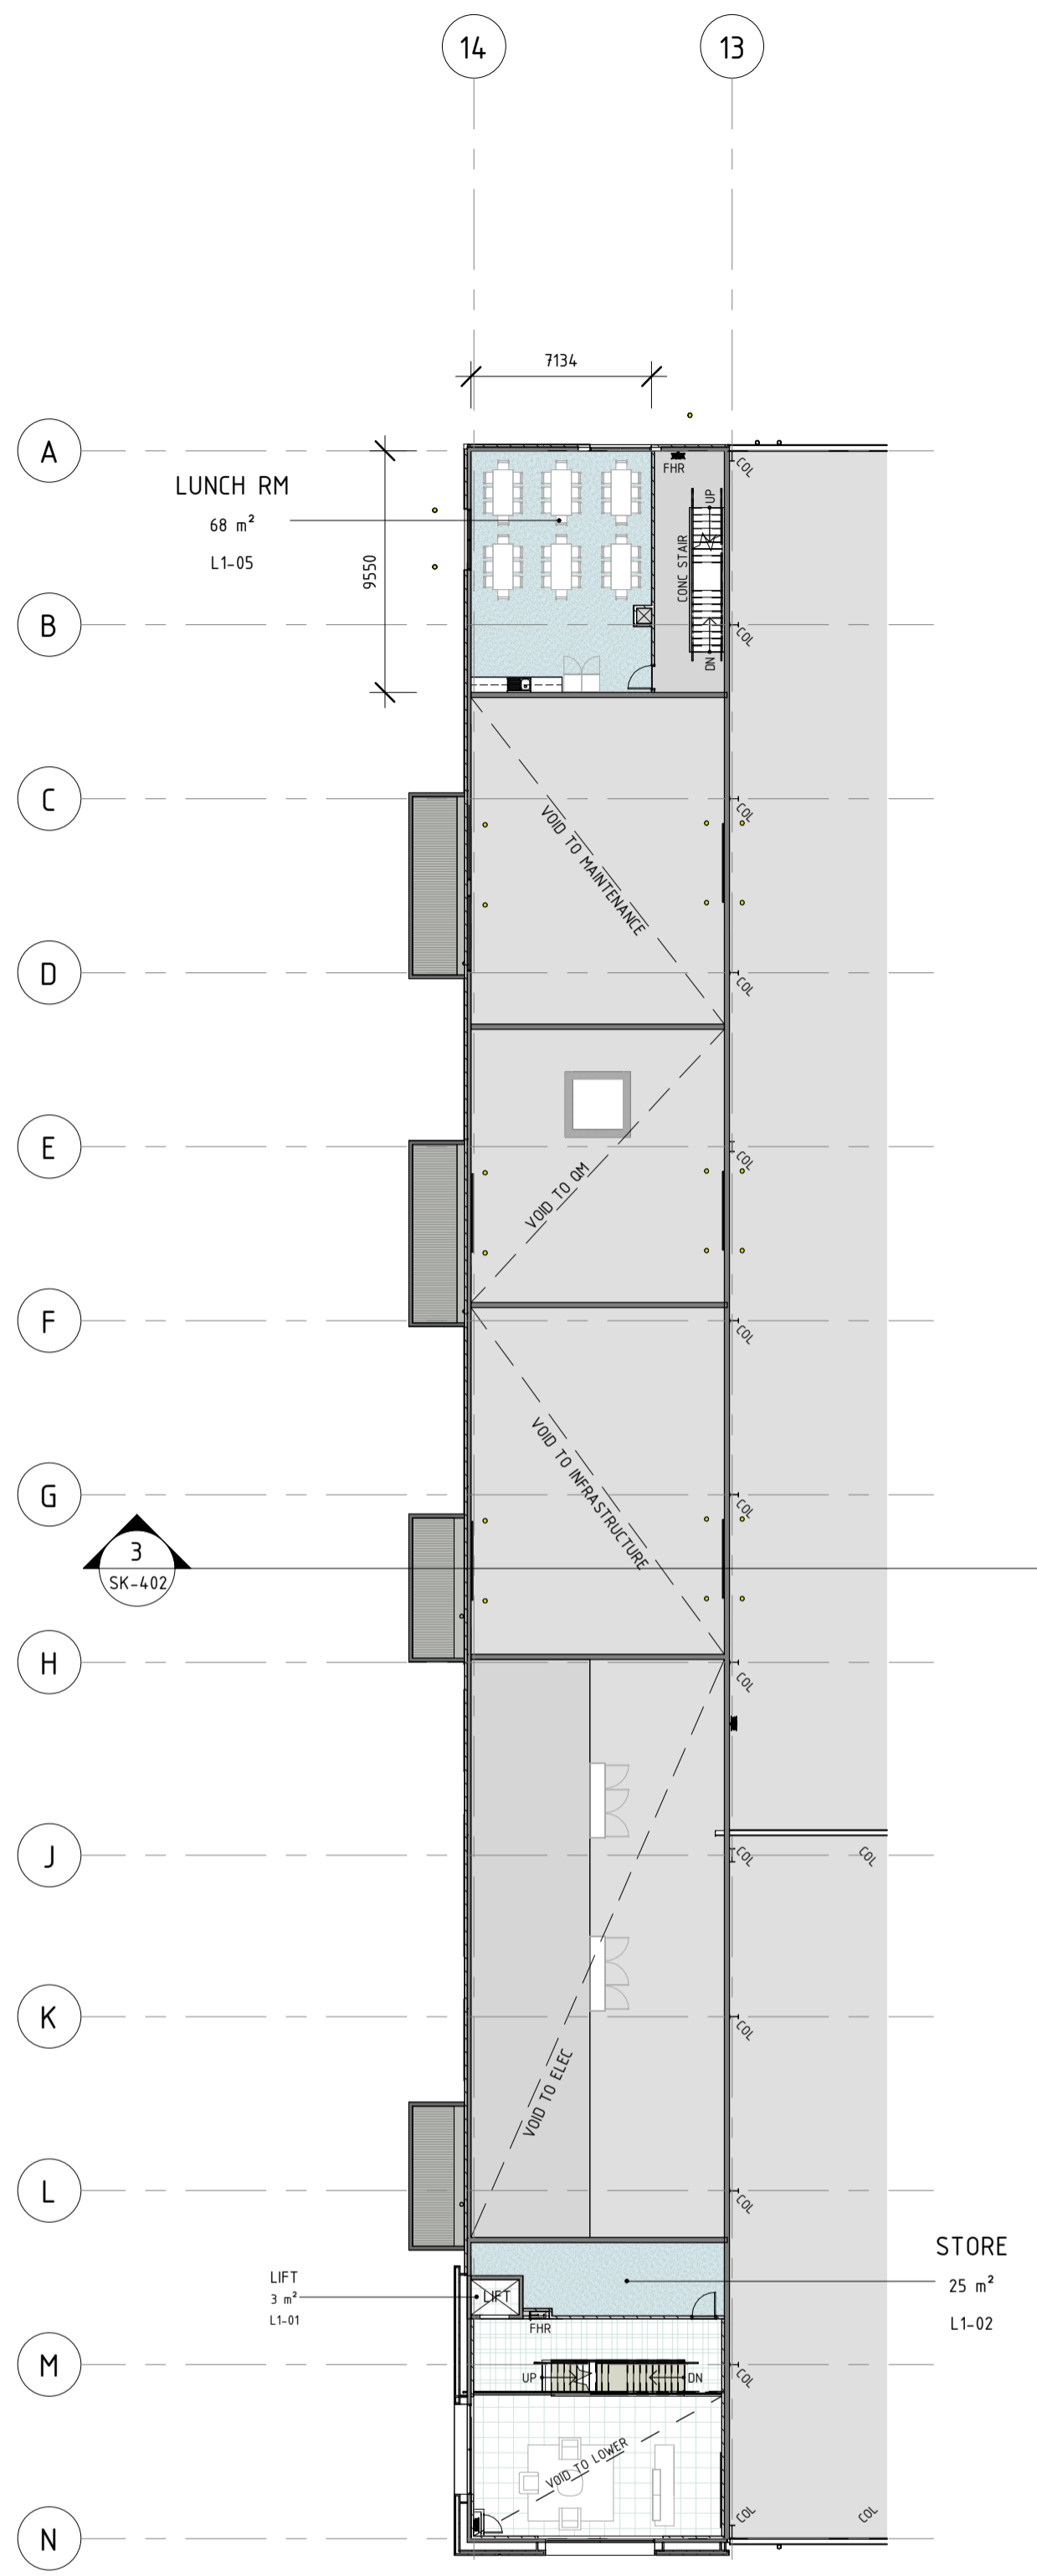 14
13
7134
A
LUNCH RM
68 m²
L1-05
9550
FHR
UP
CONC STAIR
DN
COL
B
COL
C
COL
VOID TO MAINTENANCE
D
COL
E
COL
VOID TO QM
F
COL
VOID TO INFRASTRUCTURE
G
COL
3
SK-402
H
COL
J
COL
COL
K
COL
VOID TO ELEC
L
COL
STORE
25 m²
L1-02
LIFT
3 m²
L1-01
LIFT
FHR
M
COL
UP
DN
VOID TO LOWER
N
COL
COL